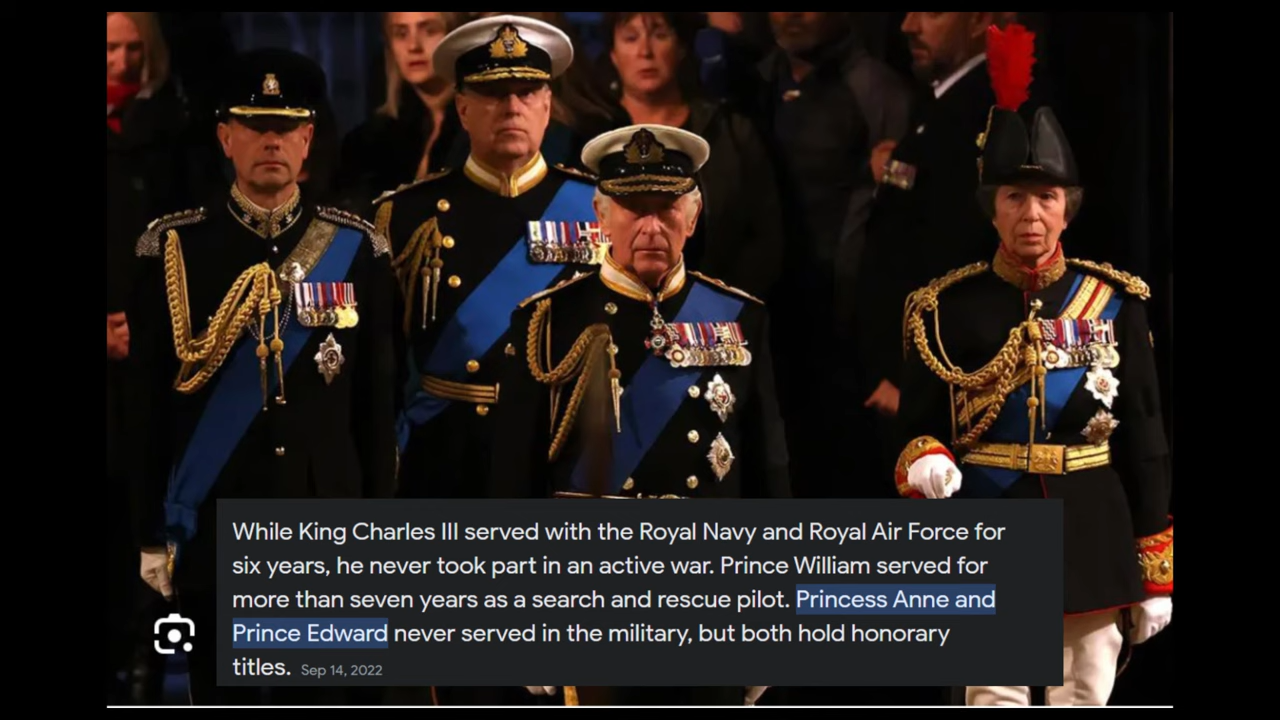 While King Charles III served with the Royal Navy and Royal Air Force for
six years, he never took part in an active war. Prince William served for
more than seven years as a search and rescue pilot. Princess Anne and
Prince Edward never served in the military, but both hold honorary
titles. Sep 14, 2022